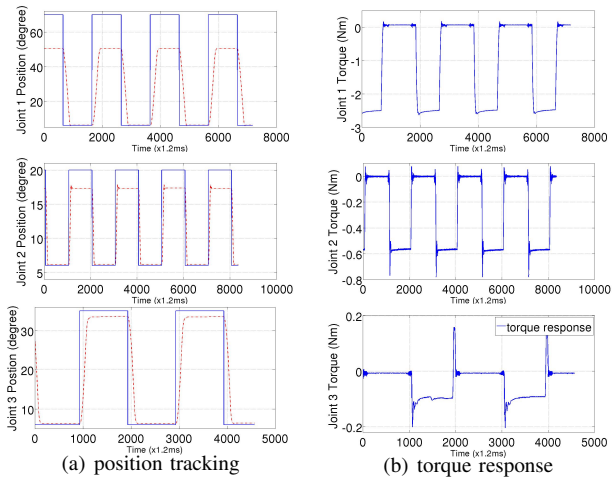 Joint 1 Position (degree)
60
40
20
0 2000 4000 6000 8000
Time (x1.2ms)
Joint 1 Torque (Nm)
0
-1
-2
-3
0 2000 4000 6000 8000
Time (x1.2ms)
Joint 2 Position (degree)
20
15
10
5
0 2000 4000 6000 8000 10000
Time (x1.2ms)
Joint 2 Torque (Nm)
0
-0.2
-0.4
-0.6
-0.8
0 2000 4000 6000 8000 10000
Time (x1.2ms)
Joint 3 Position (degree)
30
20
10
0 1000 2000 3000 4000 5000
Time (x1.2ms)
Joint 3 Torque (Nm)
0.2
0
-0.2
torque response
0 1000 2000 3000 4000 5000
Time (x1.2ms)
(a) position tracking
(b) torque response